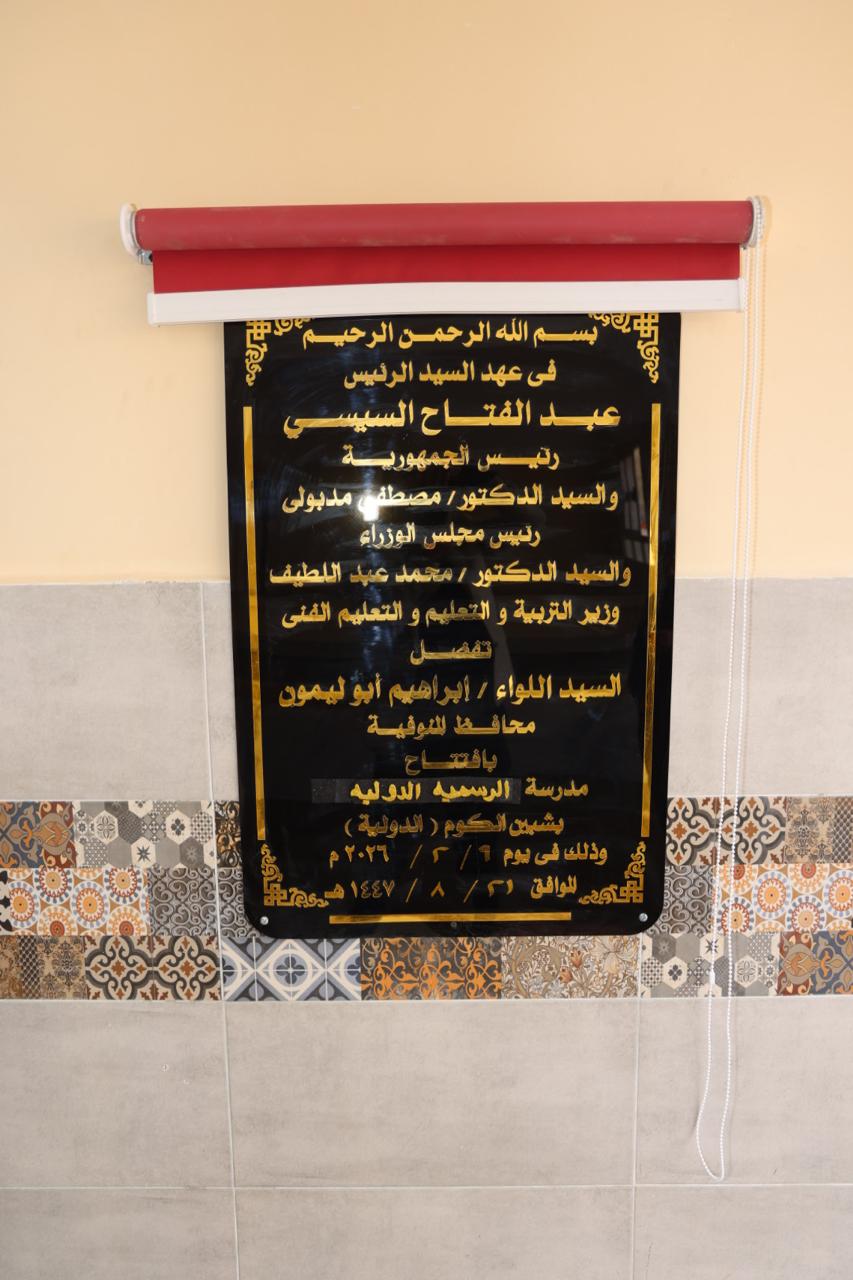 بسم الله الرحمن الرحيم
فى عهد السيد الرئيس
عبد الفتاح السيسي
رئيس الجمهورية
والسيد الدكتور / مصطفى مدبولى
رئيس مجلس الوزراء
والسيد الدكتور / محمد عبد اللطيف
وزير التربية و التعليم و التعليم الفنى
تفضل
السيد اللواء / إبراهيم أبو ليمون
محافظ المنوفية
بافتتاح
مدرسة الرسميه الدوليه
بشبين الكوم ( الدولية )
وذلك فى يوم ٩ / ٢ / ٢٠٢٦ م
الموافق ٢١ / ٨ / ١٤٤٧ هـ